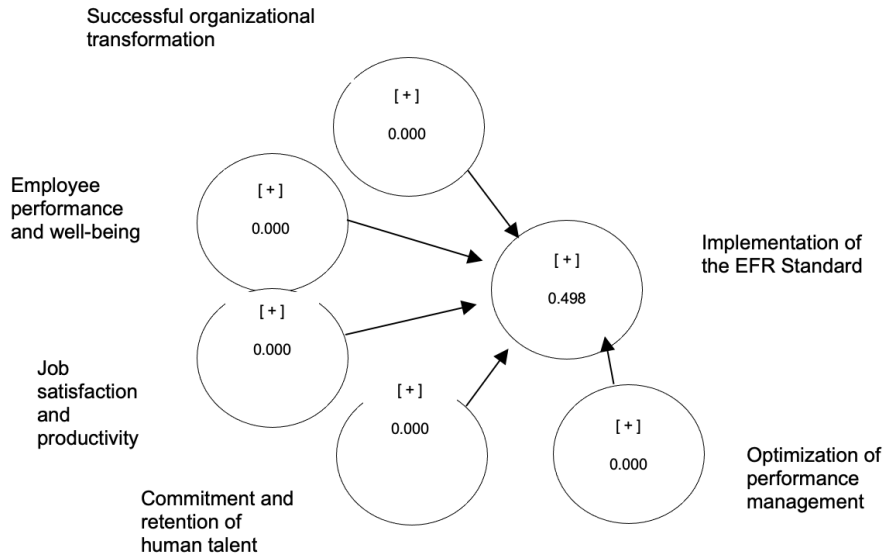 Successful organizational
transformation
[ + ]
0.000
Employee
performance
and well-being
[ + ]
0.000
Implementation of
the EFR Standard
[ + ]
0.498
[ + ]
0.000
Job
satisfaction
and
productivity
[ + ]
0.000
Commitment and
retention of
human talent
[ + ]
0.000
Optimization of
performance
management